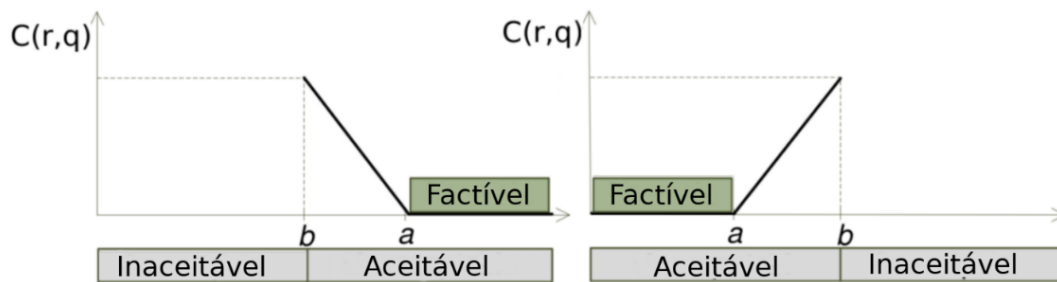 C(r,q)
Factível
b
a
Inaceitável
Aceitável
C(r,q)
Factível
a
b
Aceitável
Inaceitável